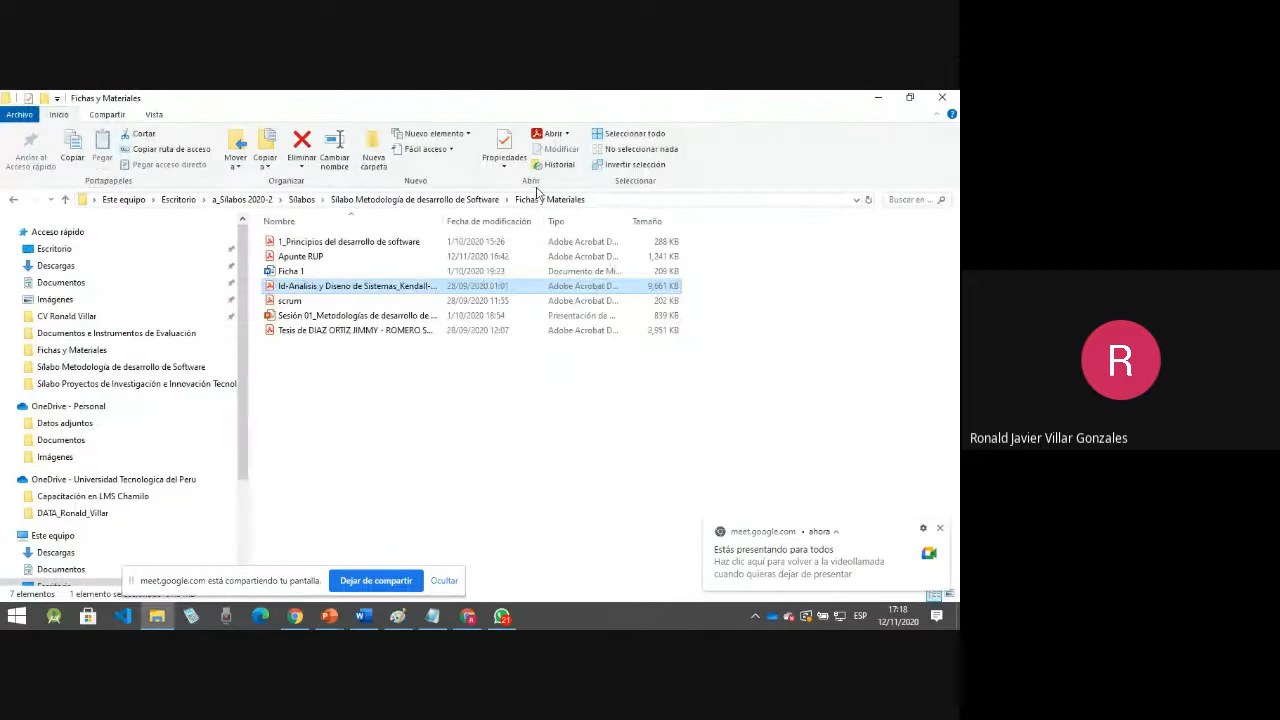 Fichas y Materiales
Archivo Inicio Compartir Vista
Anclar al Acceso rápido
Copiar
Pegar
Cortar
Copiar ruta de acceso
Pegar acceso directo
Portapapeles
Mover a
Copiar a
Eliminar
Cambiar nombre
Organizar
Nueva carpeta
Nuevo elemento
Fácil acceso
Nuevo
Propiedades
Abrir
Modificar
Historial
Abrir
Seleccionar todo
No seleccionar nada
Invertir selección
Seleccionar
Este equipo > Escritorio > a_Sílabos 2020-2 > Sílabos > Sílabo Metodología de desarrollo de Software > Fichas y Materiales
Buscar en ...
Nombre Fecha de modificación Tipo Tamaño
1_Principios del desarrollo de software 1/10/2020 15:26 Adobe Acrobat D... 288 KB
Apunte RUP 12/11/2020 16:42 Adobe Acrobat D... 1,241 KB
Ficha 1 1/10/2020 19:23 Documento de Mi... 209 KB
Id-Analisis y Diseno de Sistemas_Kendall-... 28/09/2020 01:01 Adobe Acrobat D... 9,661 KB
scrum 28/09/2020 11:55 Adobe Acrobat D... 202 KB
Sesión 01_Metodologías de desarrollo de ... 1/10/2020 18:54 Presentación de ... 839 KB
Tesis de DIAZ ORTIZ JIMMY - ROMERO S... 28/09/2020 12:07 Adobe Acrobat D... 2,951 KB
Acceso rápido
Escritorio
Descargas
Documentos
Imágenes
CV Ronald Villar
Documentos e Instrumentos de Evaluación
Fichas y Materiales
Sílabo Metodología de desarrollo de Software
Sílabo Proyectos de Investigación e Innovación Tecnol
OneDrive - Personal
Datos adjuntos
Documentos
Imágenes
OneDrive - Universidad Tecnologica del Peru
Capacitación en LMS Chamilo
DATA_Ronald_Villar
Este equipo
Descargas
Documentos
7 elementos
meet.google.com está compartiendo tu pantalla.
Dejar de compartir
Ocultar
meet.google.com • ahora
Estás presentando para todos
Haz clic aquí para volver a la videollamada
cuando quieras dejar de presentar
21
ESP
17:18
12/11/2020
R
Ronald Javier Villar Gonzales